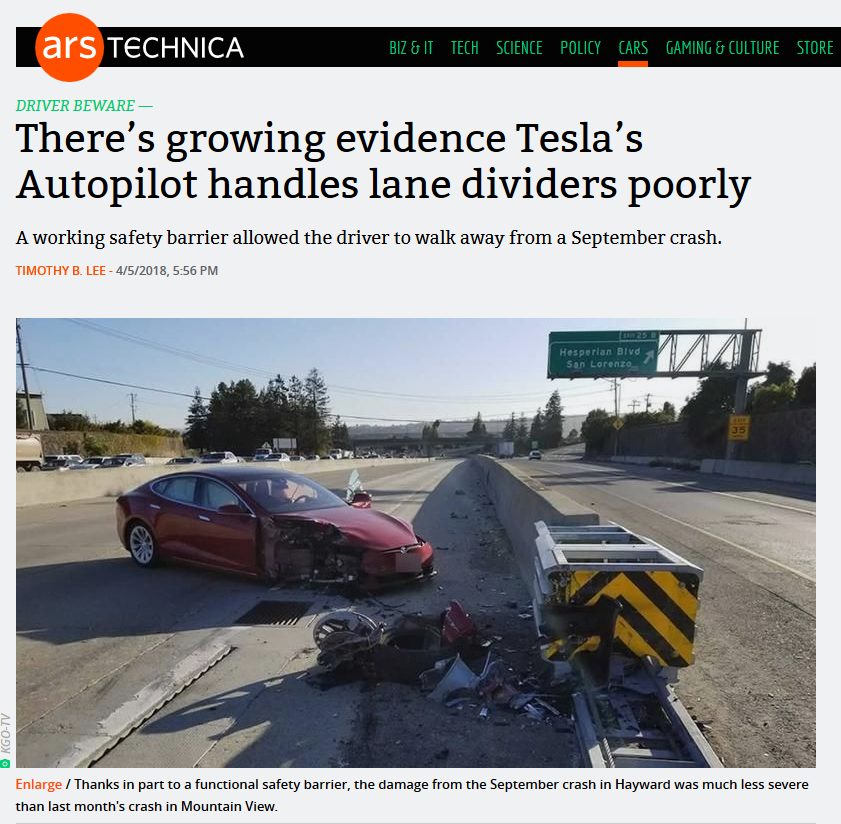 ars TECHNICA
BIZ & IT TECH SCIENCE POLICY CARS GAMING & CULTURE STORE
DRIVER BEWARE —
There’s growing evidence Tesla’s
Autopilot handles lane dividers poorly
A working safety barrier allowed the driver to walk away from a September crash.
TIMOTHY B. LEE - 4/5/2018, 5:56 PM
EXIT 25 B
Hesperian Blvd
San Lorenzo
EXIT
35
KGO-TV
Enlarge / Thanks in part to a functional safety barrier, the damage from the September crash in Hayward was much less severe
than last month's crash in Mountain View.